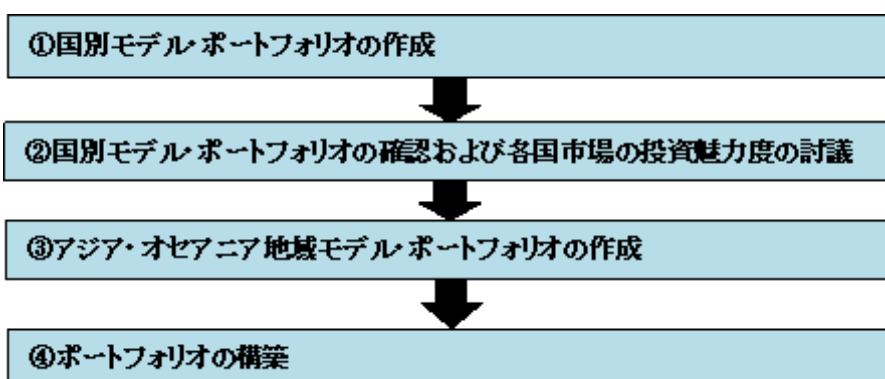 ①国別モデル・ポートフォリオの作成
②国別モデル・ポートフォリオの確認および各国市場の投資魅力度の討議
③アジア・オセアニア地域モデル・ポートフォリオの作成
④ポートフォリオの構築